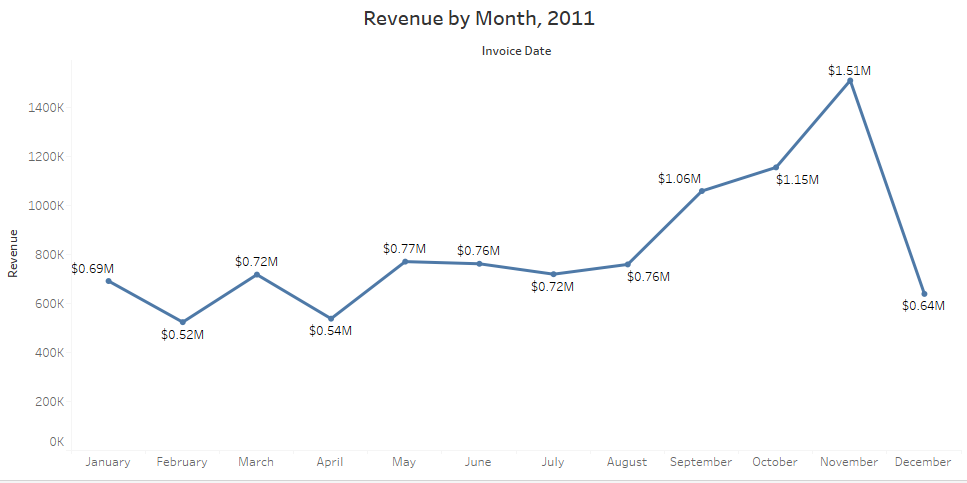 Revenue by Month, 2011
Invoice Date
Revenue
1400K
1200K
1000K
800K
600K
400K
200K
0K
$0.69M
$0.52M
$0.72M
$0.54M
$0.77M
$0.76M
$0.72M
$0.76M
$1.06M
$1.15M
$1.51M
$0.64M
January February March April May June July August September October November December